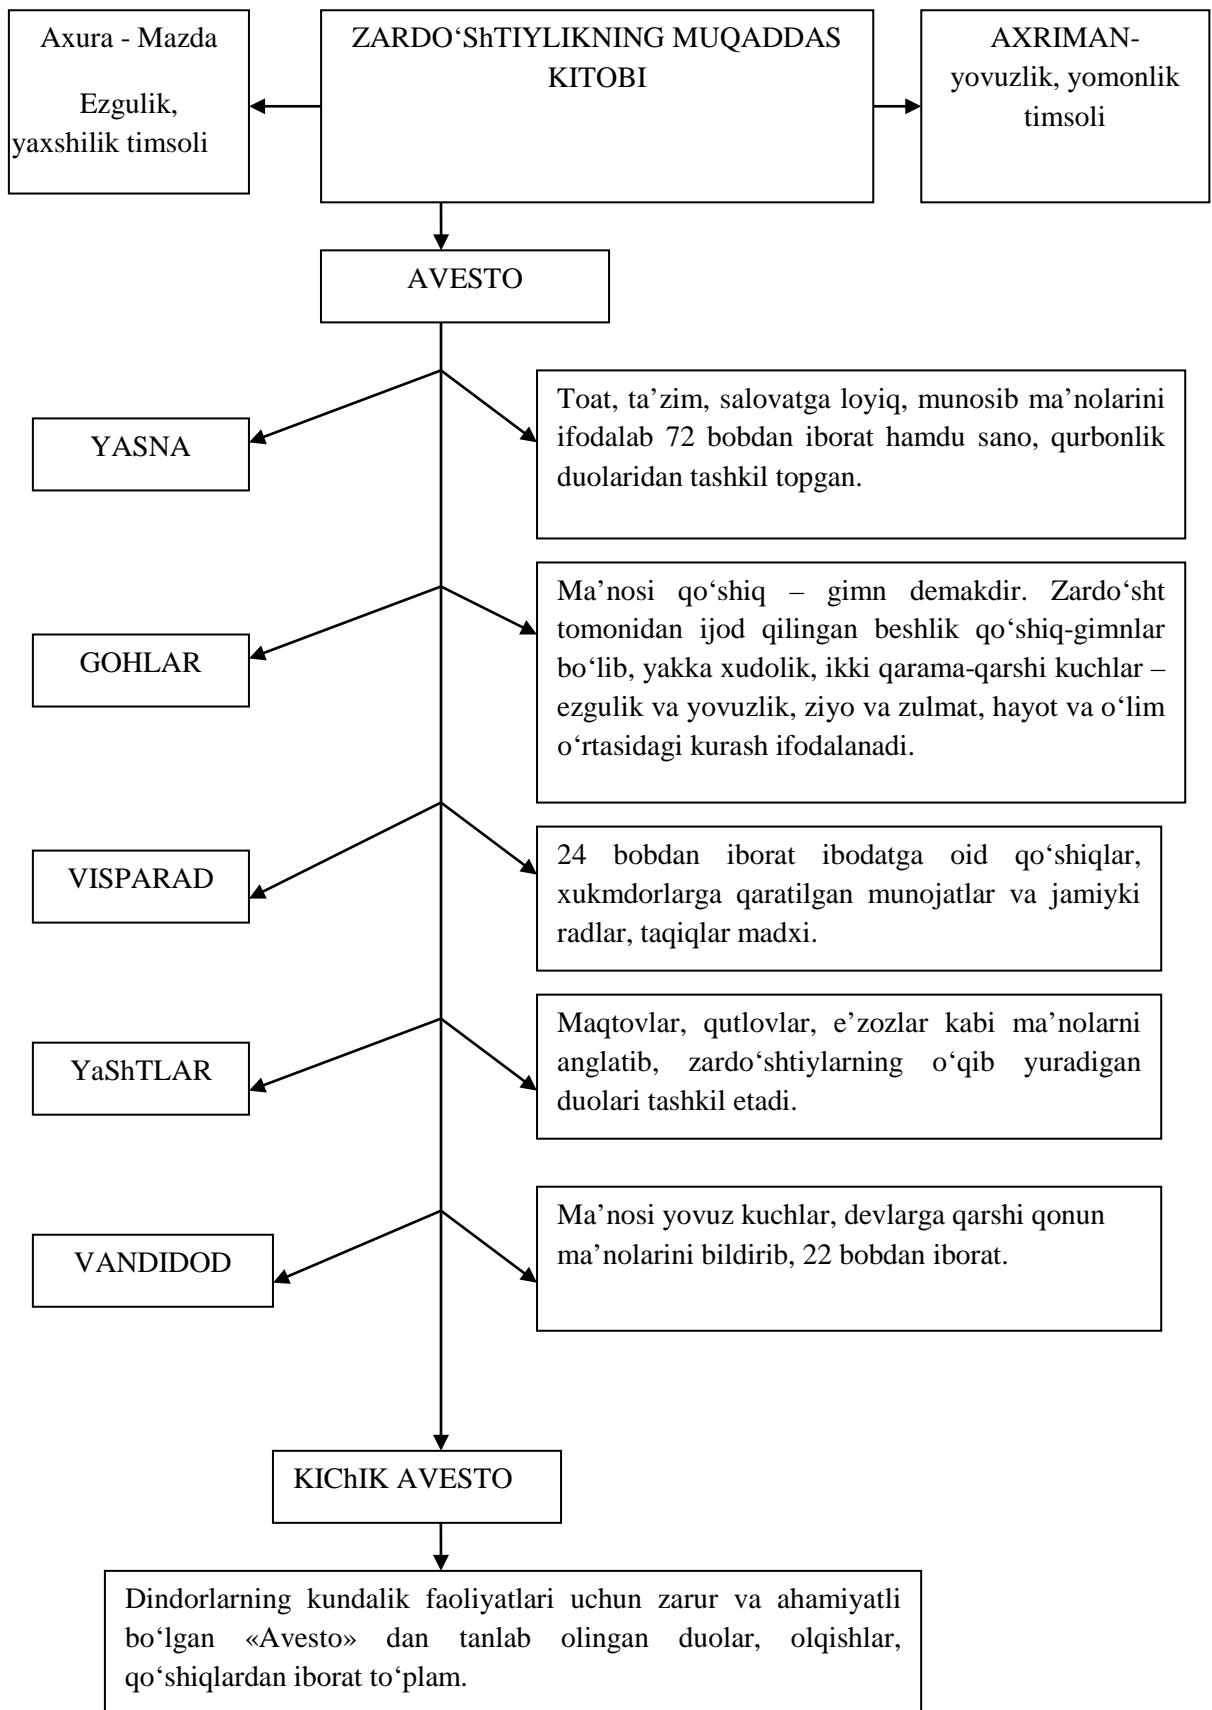 Axura - Mazda
Ezgulik,
yaxshilik timsoli
ZARDO‘ShTIYLIKNING MUQADDAS
KITOBI
AXRIMAN-
yovuzlik, yomonlik
timsoli
AVESTO
YASNA
Toat, ta’zim, salovatga loyiq, munosib ma’nolarini
ifodalab 72 bobdan iborat hamdu sano, qurbonlik
duolaridan tashkil topgan.
GOHLAR
Ma’nosi qo‘shiq – gimn demakdir. Zardo‘sht
tomonidan ijod qilingan beshlik qo‘shiq-gimnlar
bo‘lib, yakka xudolik, ikki qarama-qarshi kuchlar –
ezgulik va yovuzlik, ziyo va zulmat, hayot va o‘lim
o‘rtasidagi kurash ifodalanadi.
VISPARAD
24 bobdan iborat ibodatga oid qo‘shiqlar,
xukmdorlarga qaratilgan munojatlar va jamiyki
radlar, taqiqlar madxi.
YaShTLAR
Maqtovlar, qutlovlar, e’zozlar kabi ma’nolarni
anglatib, zardo‘shtiylarning o‘qib yuradigan
duolari tashkil etadi.
VANDIDOD
Ma’nosi yovuz kuchlar, devlarga qarshi qonun
ma’nolarini bildirib, 22 bobdan iborat.
KIChIK AVESTO
Dindorlarning kundalik faoliyatlari uchun zarur va ahamiyatli
bo‘lgan «Avesto» dan tanlab olingan duolar, olqishlar,
qo‘shiqlardan iborat to‘plam.